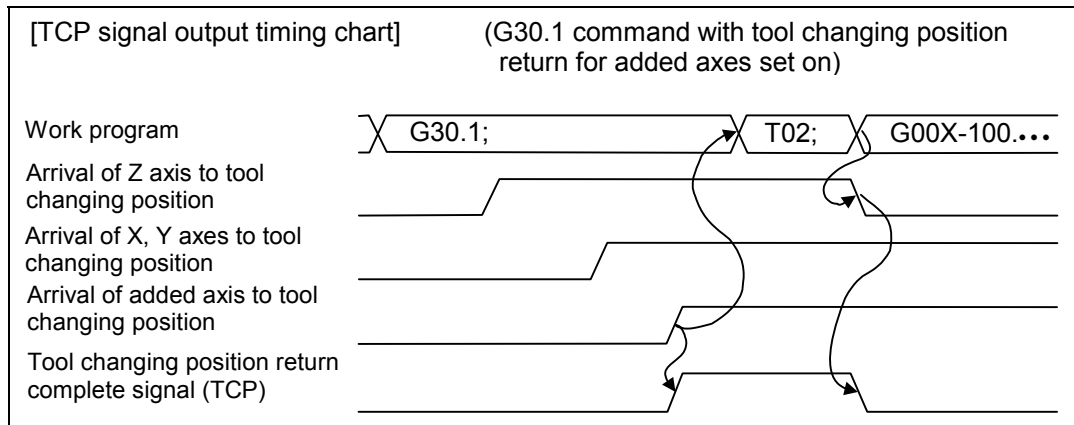 [TCP signal output timing chart]
(G30.1 command with tool changing position
return for added axes set on)
Work program
G30.1;
T02;
G00X-100.•••
Arrival of Z axis to tool
changing position
Arrival of X, Y axes to tool
changing position
Arrival of added axis to tool
changing position
Tool changing position return
complete signal (TCP)